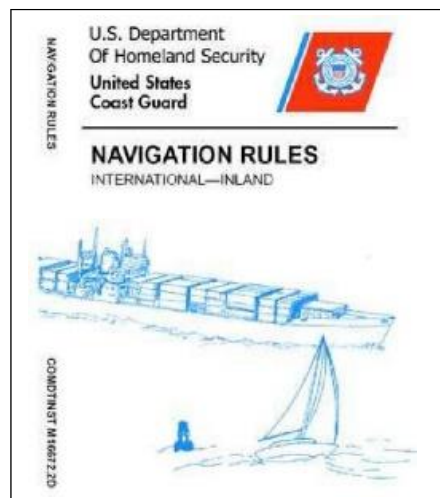 U.S. Department
Of Homeland Security
United States
Coast Guard
NAVIGATION RULES
NAVIGATION RULES
INTERNATIONAL—INLAND
COMDTINST M16672.2D